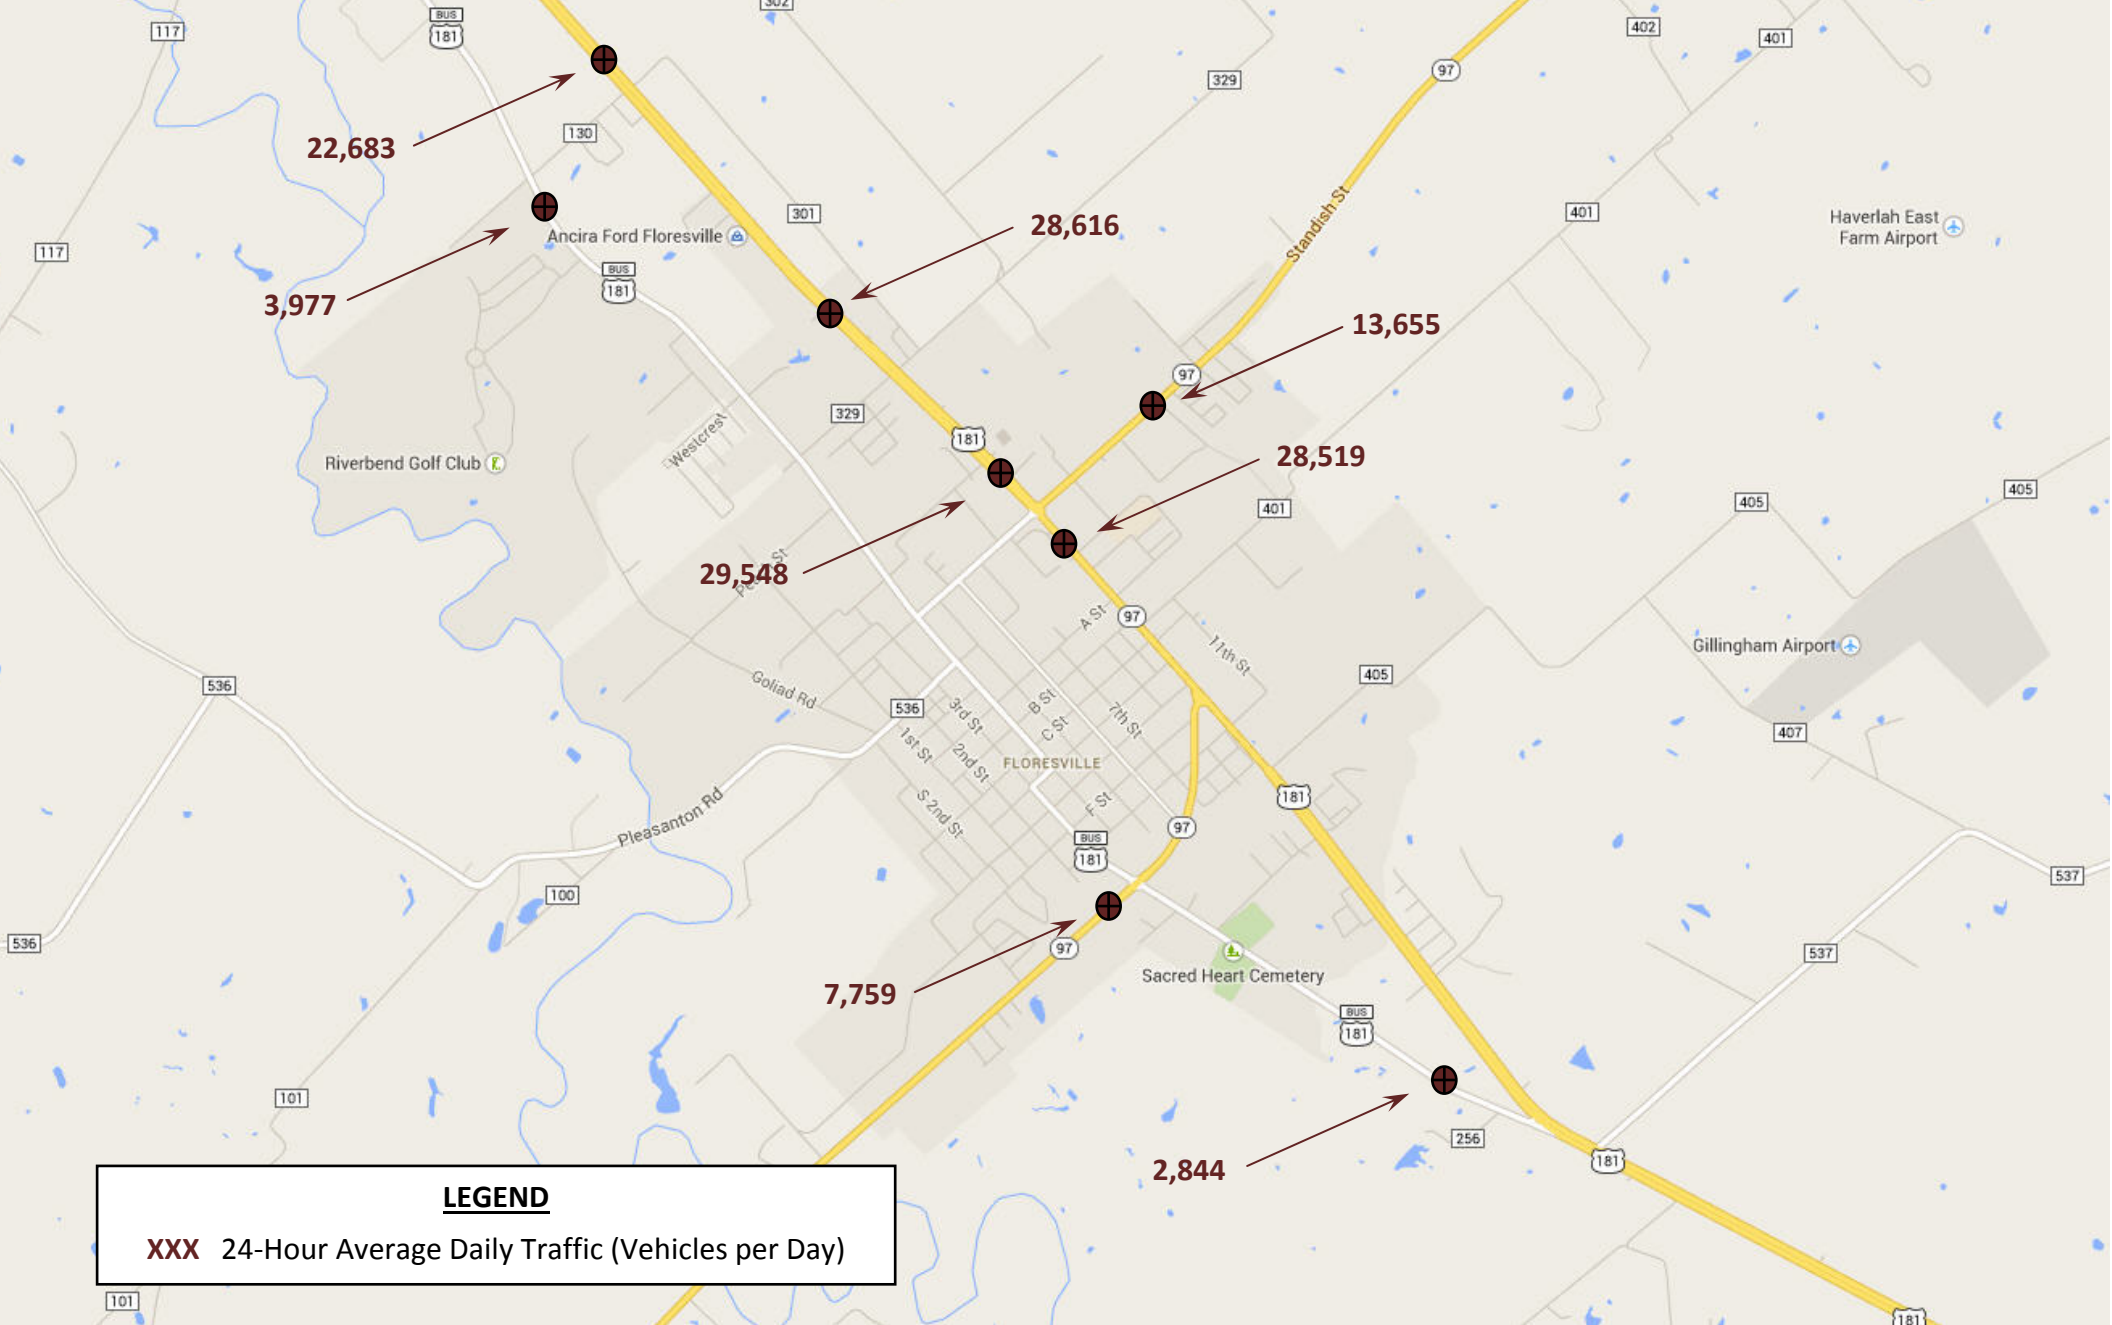 302
BUS
181
117
402
401
97
329
22,683
130
117
301
28,616
401
Haverlah East
Farm Airport
Ancira Ford Floresville
Standish St
BUS
181
3,977
13,655
97
329
Westcrest
181
Riverbend Golf Club
28,519
405
405
401
29,548
A St
97
11th St
Gillingham Airport
405
536
Goliad Rd
536
3rd St
B St
C St
7th St
1st St
2nd St
FLORESVILLE
407
S 2nd St
F St
181
Pleasanton Rd
97
BUS
181
537
100
536
97
537
Sacred Heart Cemetery
7,759
BUS
181
101
256
2,844
181
LEGEND
XXX 24-Hour Average Daily Traffic (Vehicles per Day)
101
181